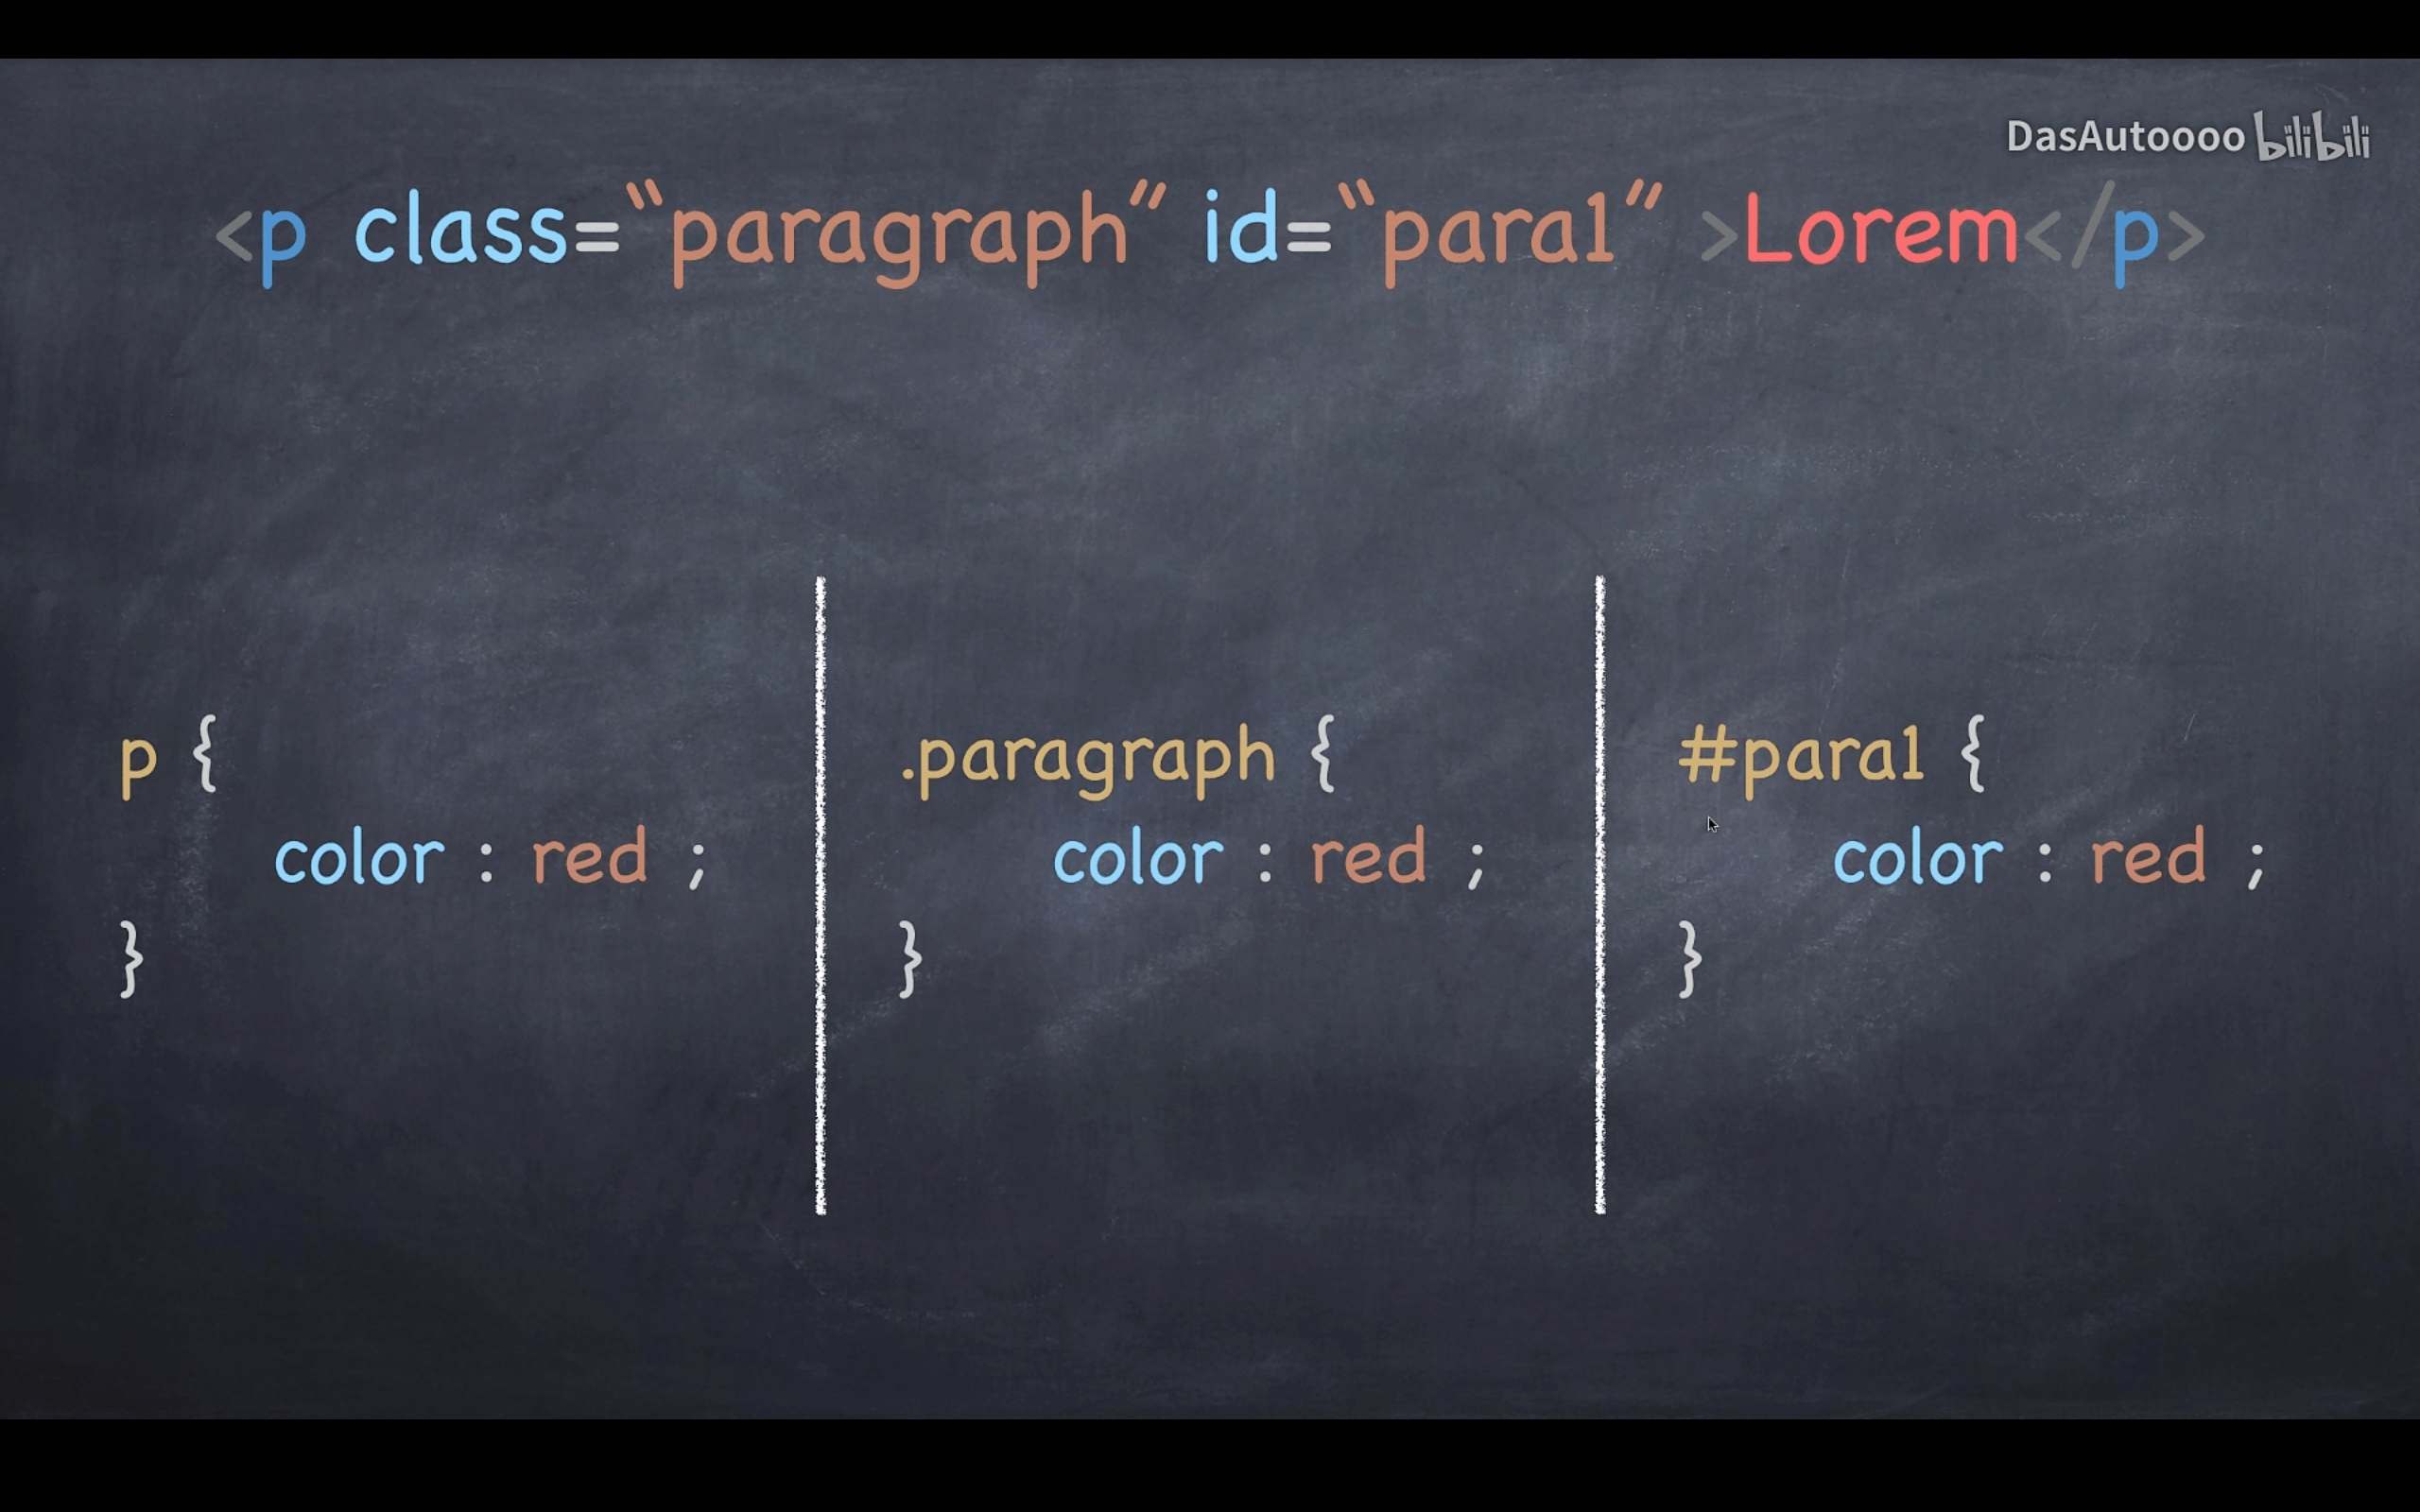 DasAutoooo bilibili
<p class=“paragraph” id=“para1” >Lorem</p>
p {
color : red ;
}
.paragraph {
color : red ;
}
#para1 {
color : red ;
}